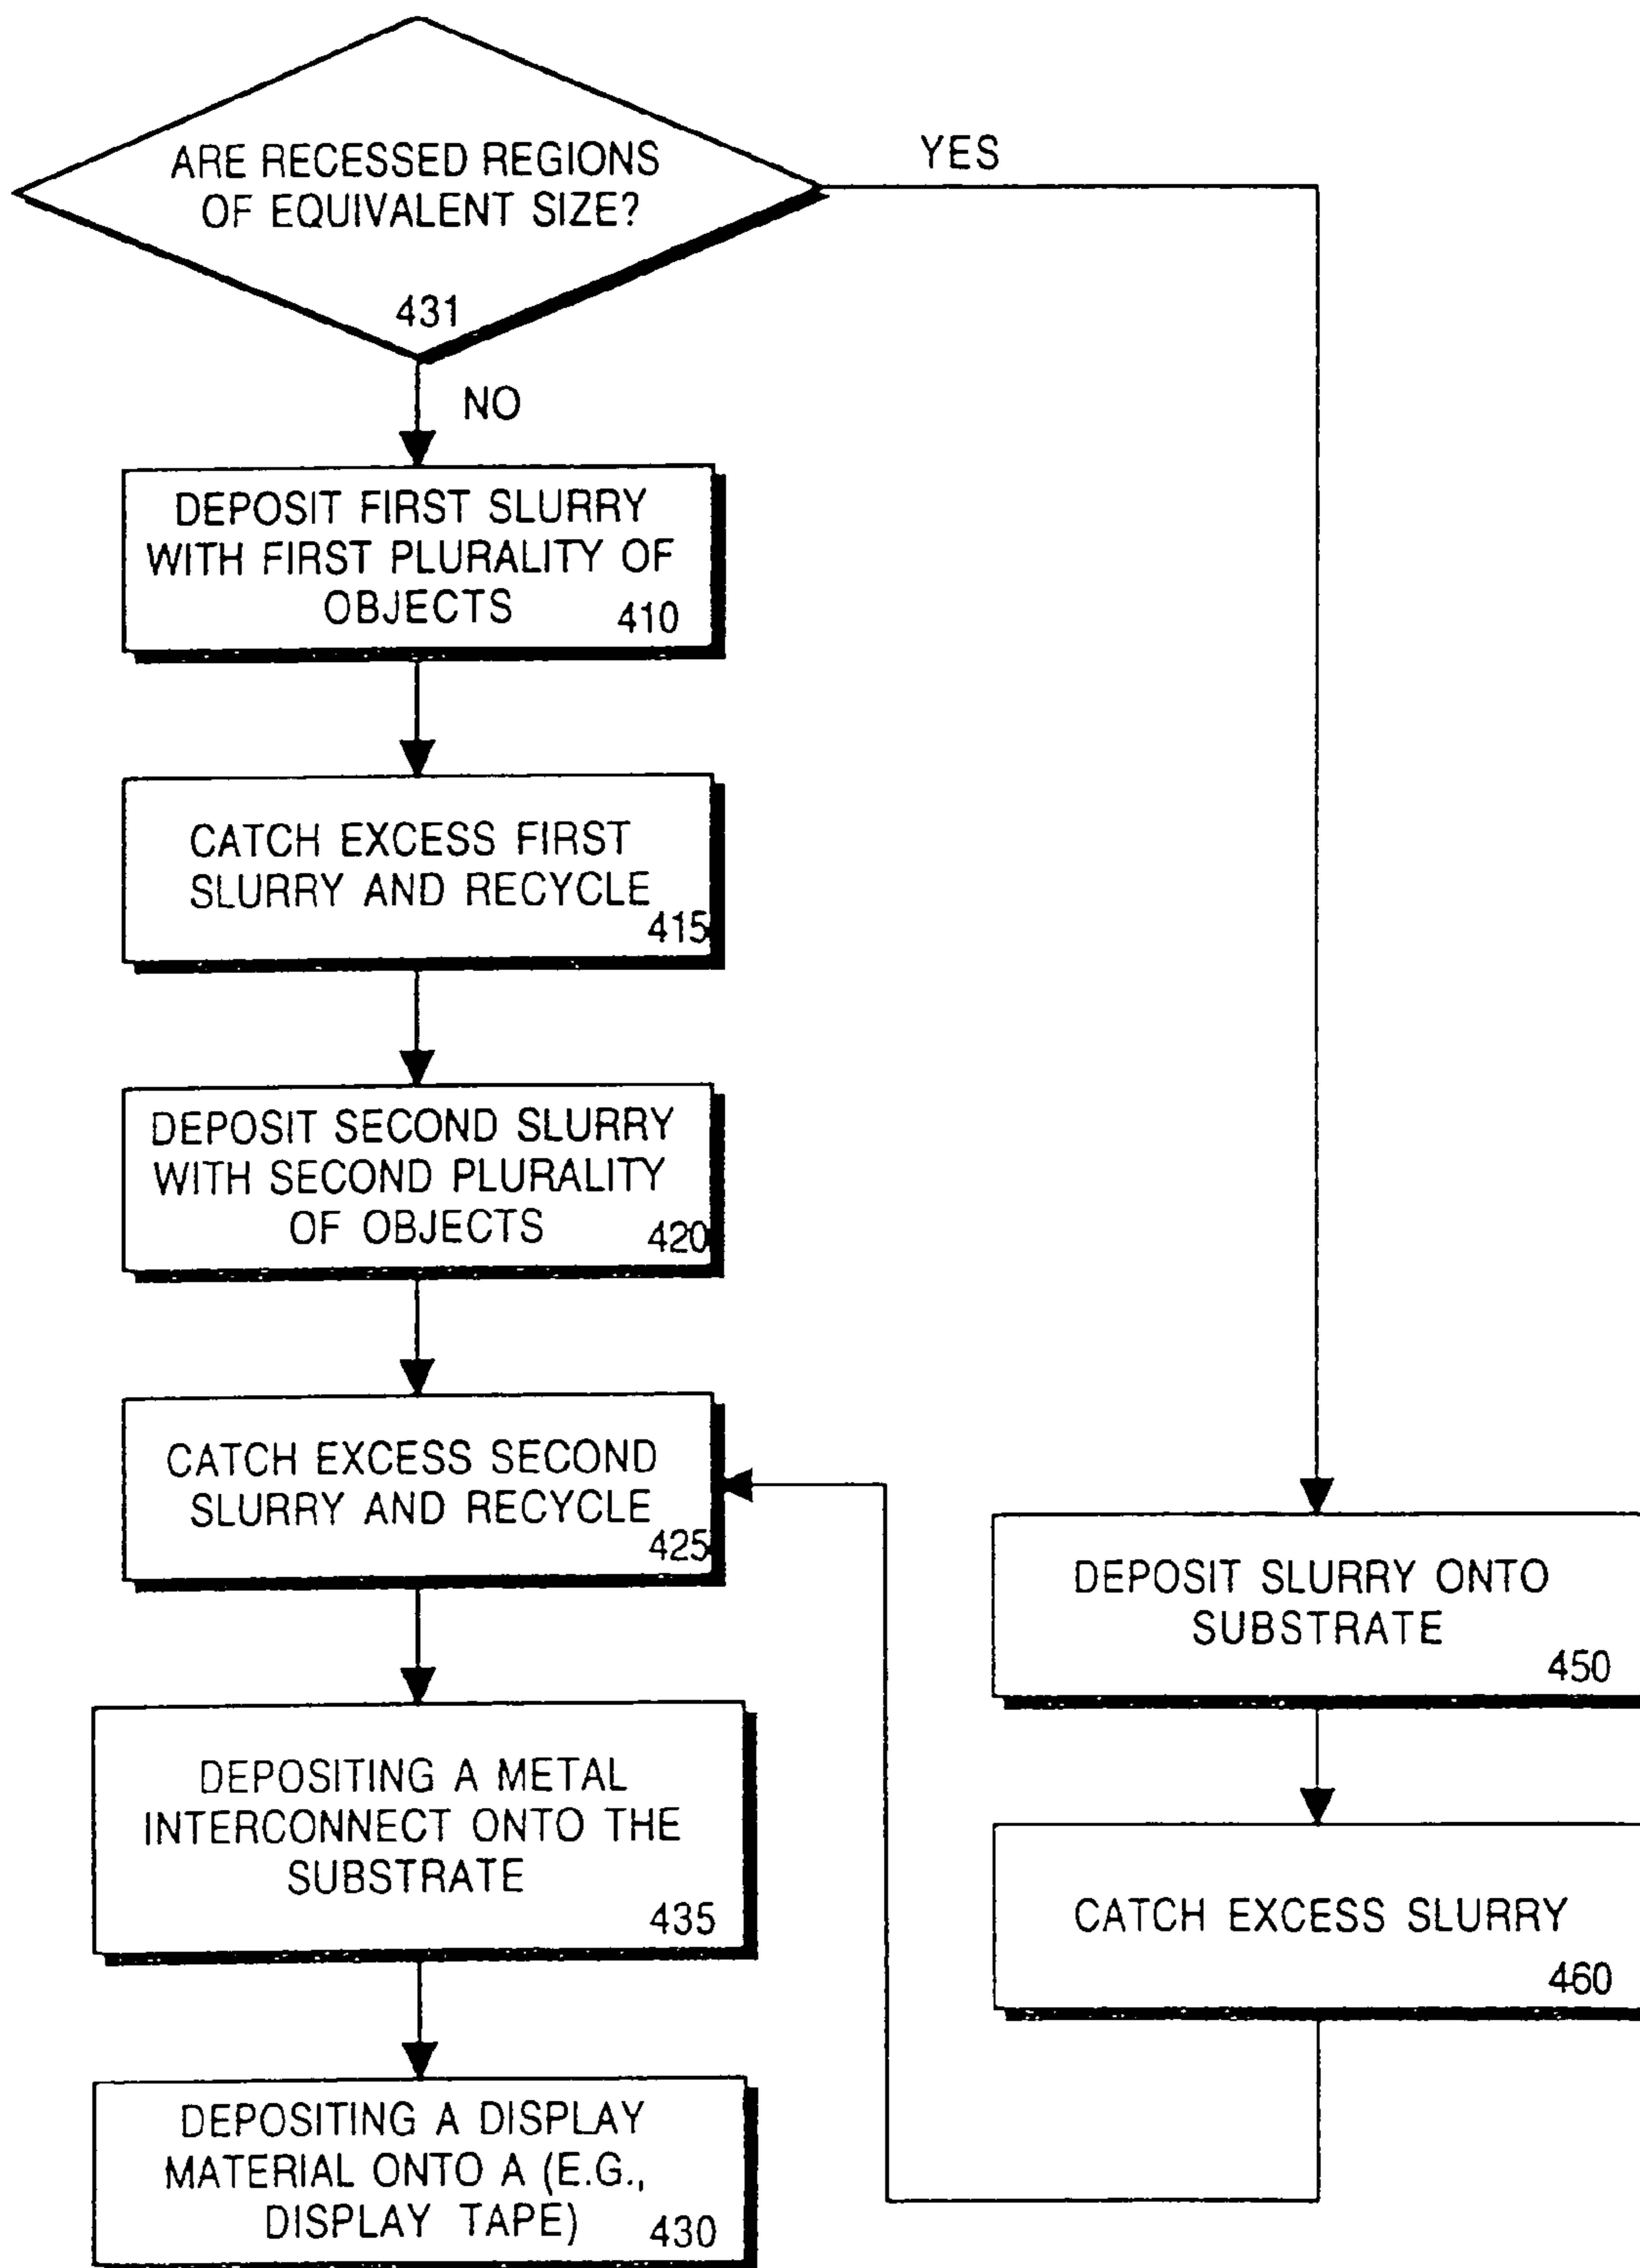 ARE RECESSED REGIONS
OF EQUIVALENT SIZE?
431
YES
NO
DEPOSIT FIRST SLURRY
WITH FIRST PLURALITY OF
OBJECTS 410
CATCH EXCESS FIRST
SLURRY AND RECYCLE
415
DEPOSIT SECOND SLURRY
WITH SECOND PLURALITY
OF OBJECTS 420
CATCH EXCESS SECOND
SLURRY AND RECYCLE
425
DEPOSITING A METAL
INTERCONNECT ONTO THE
SUBSTRATE
435
DEPOSITING A DISPLAY
MATERIAL ONTO A (E.G.,
DISPLAY TAPE) 430
DEPOSIT SLURRY ONTO
SUBSTRATE
450
CATCH EXCESS SLURRY
460